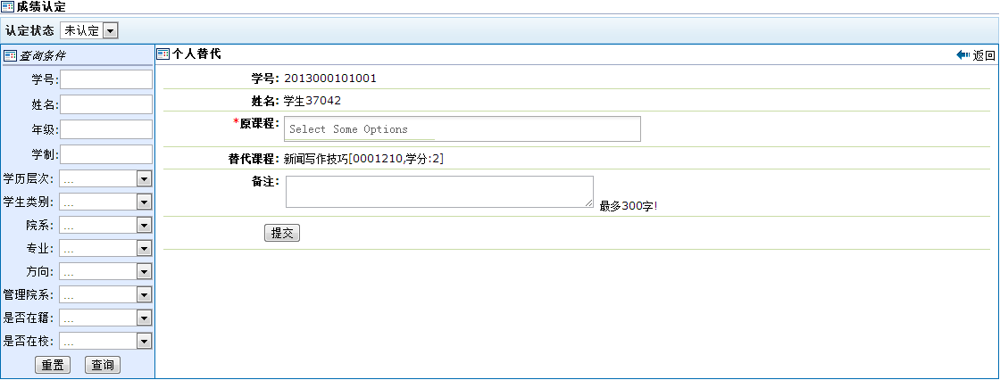 成绩认定
认定状态 未认定
查询条件
学号:
姓名:
年级:
学制:
学历层次: ...
学生类别: ...
院系: ...
专业: ...
方向: ...
管理院系: ...
是否在籍: ...
是否在校: ...
重置 查询
个人替代 返回
学号: 2013000101001
姓名: 学生37042
*原课程: Select Some Options
替代课程: 新闻写作技巧[0001210,学分:2]
备注: 最多300字!
提交